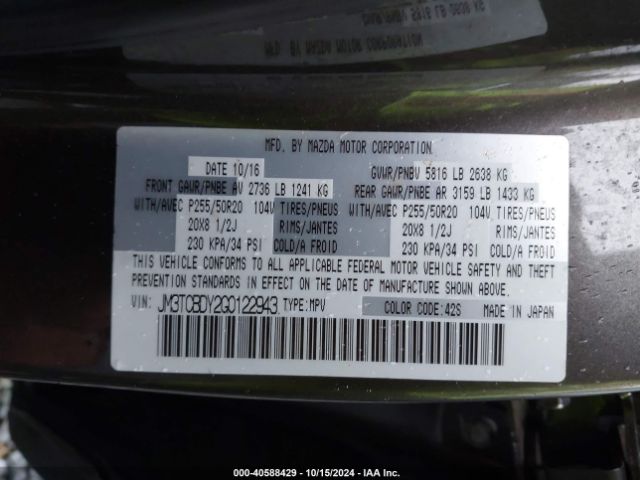 MFD. BY MAZDA MOTOR CORPORATION
DATE 10/16 GVWR/PNBV 5816 LB 2638 KG
FRONT GAWR/PNBE AV 2736 LB 1241 KG REAR GAWR/PNBE AR 3159 LB 1433 KG
WITH/AVEC P255/50R20 104V TIRES/PNEUS WITH/AVEC P255/50R20 104V TIRES/PNEUS
20X8 1/2J RIMS/JANTES 20X8 1/2J RIMS/JANTES
230 KPA/34 PSI COLD/A FROID 230 KPA/34 PSI COLD/A FROID
THIS VEHICLE CONFORMS TO ALL APPLICABLE FEDERAL MOTOR VEHICLE SAFETY AND THEFT
PREVENTION STANDARDS IN EFFECT ON THE DATE OF MANUFACTURE SHOWN ABOVE.
VIN: JM3TCBDY2G0122943 TYPE:MPV COLOR CODE:42S MADE IN JAPAN
000-40588429 - 10/15/2024 - IAA Inc.